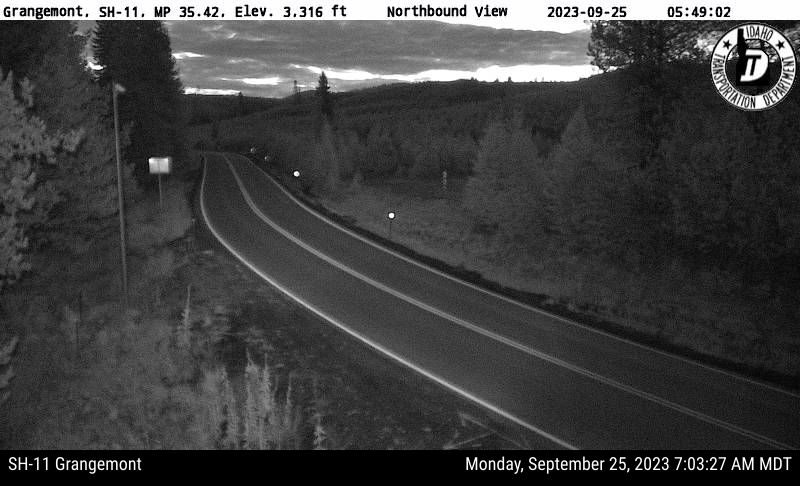 Grangemont, SH-11, MP 35.42, Elev. 3,316 ft Northbound View 2023-09-25 05:49:02
IDAHO
TRANSPORTATION DEPARTMENT
SH-11 Grangemont Monday, September 25, 2023 7:03:27 AM MDT